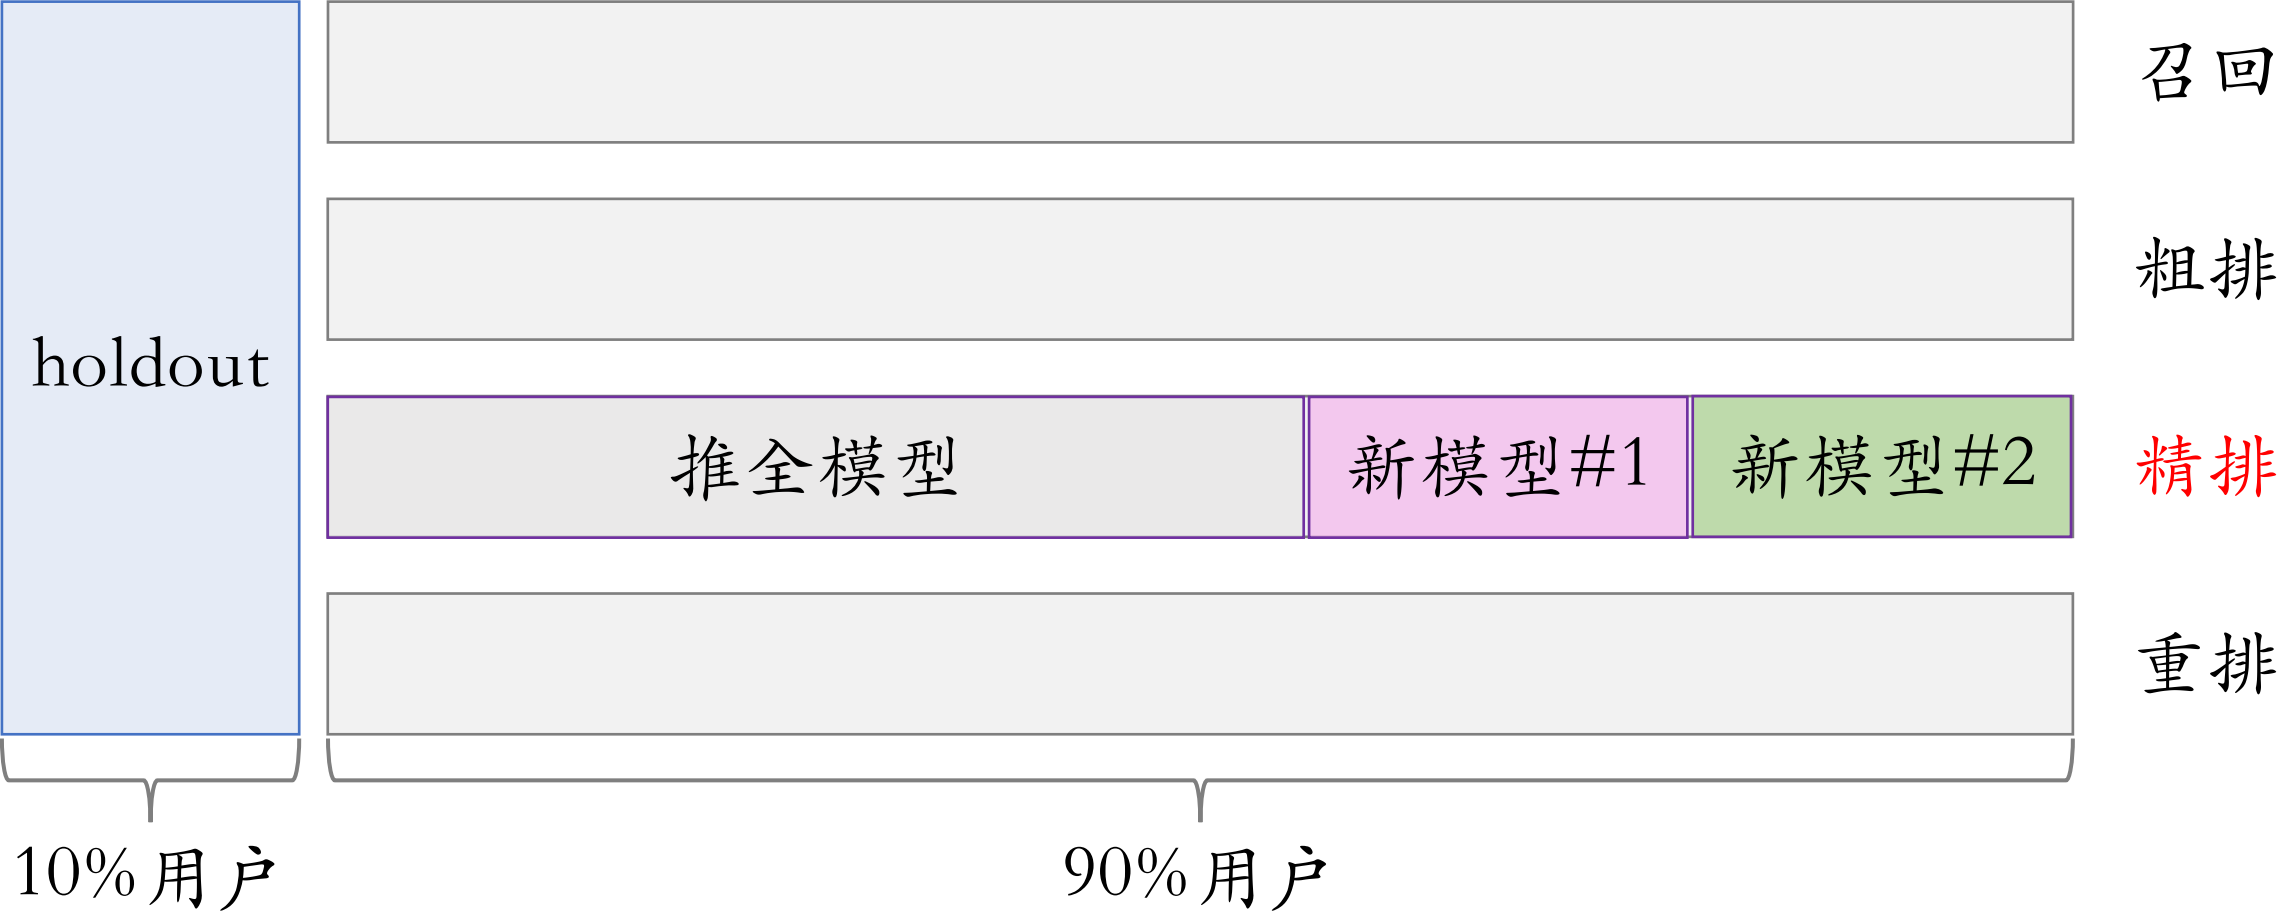 召回
粗排
holdout
推全模型 新模型#1 新模型#2 精排
重排
10%用户 90%用户